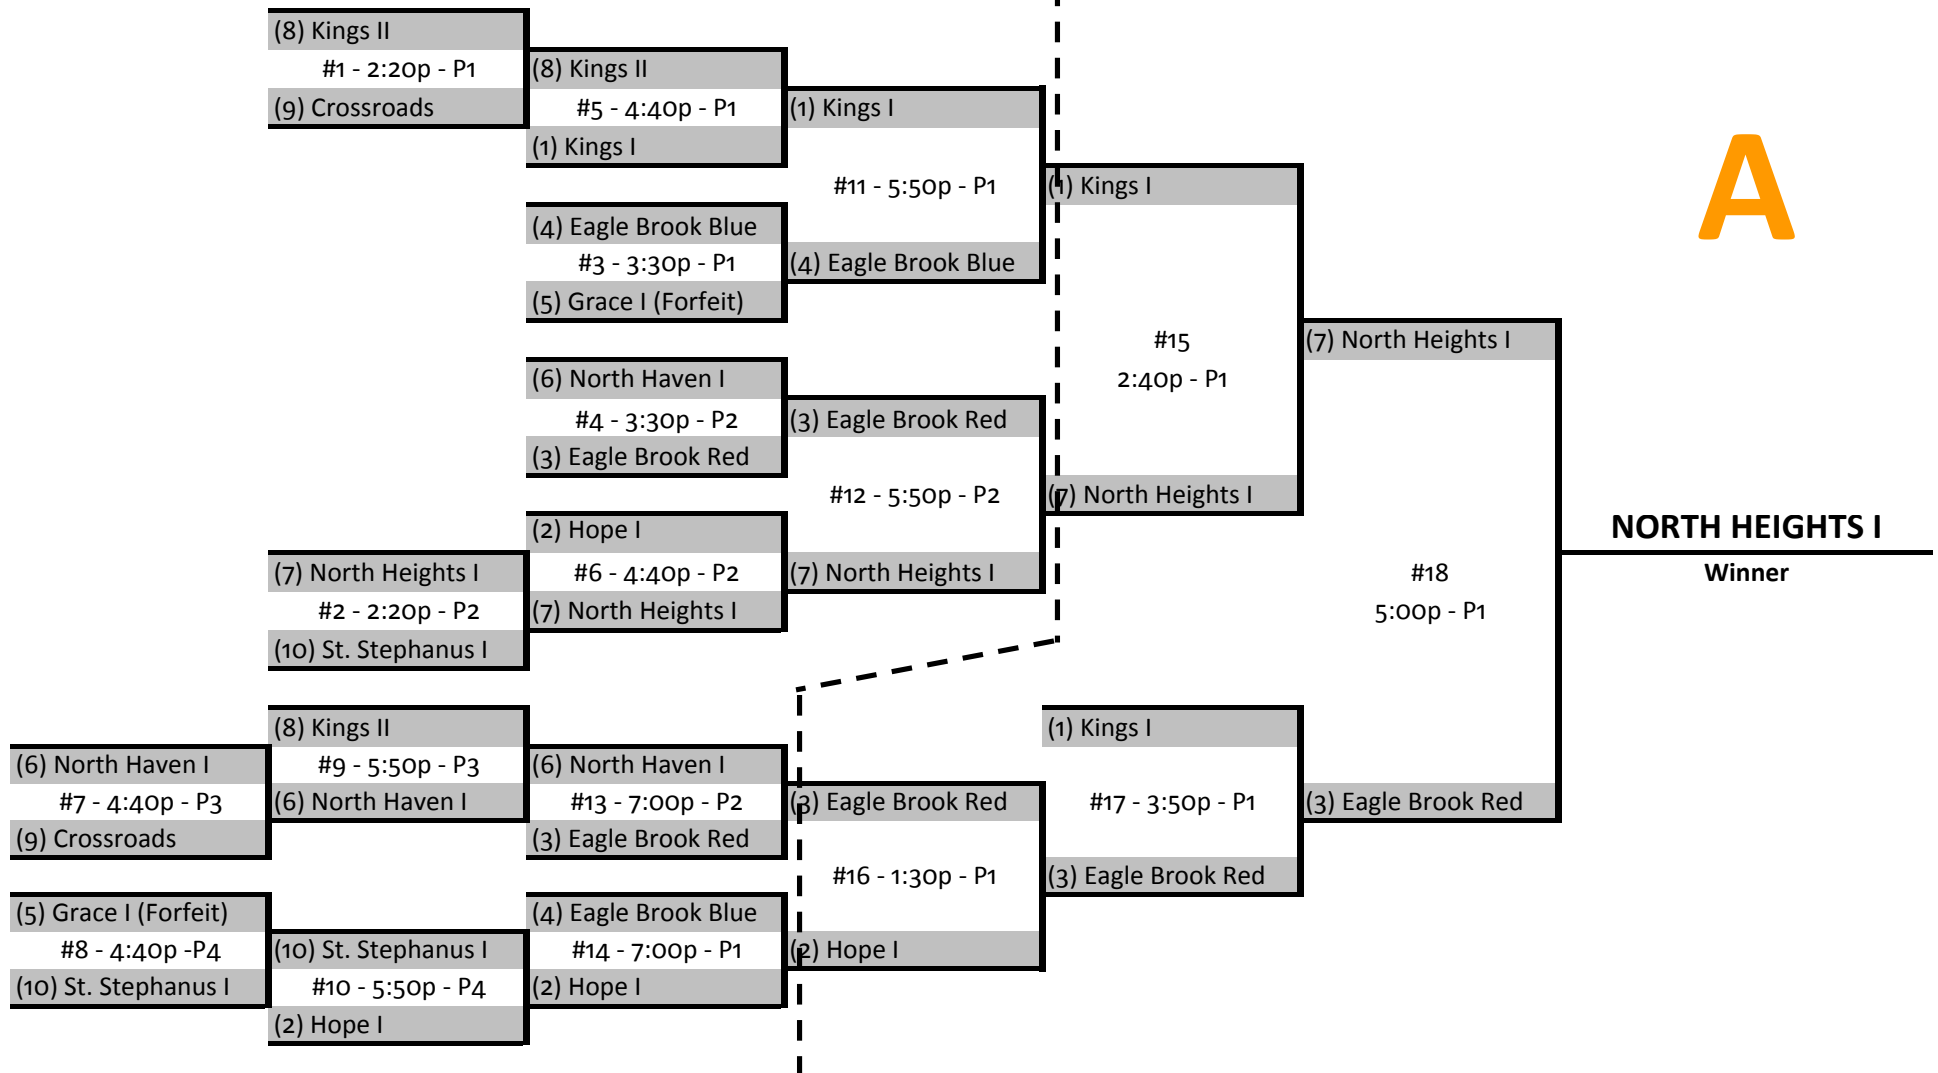 (8) Kings II
#1 - 2:20p - P1
(9) Crossroads
(8) Kings II
#5 - 4:40p - P1
(1) Kings I
(1) Kings I
#11 - 5:50p - P1
(4) Eagle Brook Blue
(4) Eagle Brook Blue
#3 - 3:30p - P1
(5) Grace I (Forfeit)
(1) Kings I
#15
2:40p - P1
(7) North Heights I
A
(6) North Haven I
#4 - 3:30p - P2
(3) Eagle Brook Red
(3) Eagle Brook Red
#12 - 5:50p - P2
(7) North Heights I
(2) Hope I
#6 - 4:40p - P2
(7) North Heights I
(7) North Heights I
#2 - 2:20p - P2
(10) St. Stephanus I
(7) North Heights I
#18
5:00p - P1
(3) Eagle Brook Red
NORTH HEIGHTS I
Winner
(6) North Haven I
#7 - 4:40p - P3
(9) Crossroads
(8) Kings II
#9 - 5:50p - P3
(6) North Haven I
(6) North Haven I
#13 - 7:00p - P2
(3) Eagle Brook Red
(3) Eagle Brook Red
#16 - 1:30p - P1
(2) Hope I
(1) Kings I
#17 - 3:50p - P1
(3) Eagle Brook Red
(5) Grace I (Forfeit)
#8 - 4:40p -P4
(10) St. Stephanus I
(10) St. Stephanus I
#10 - 5:50p - P4
(2) Hope I
(4) Eagle Brook Blue
#14 - 7:00p - P1
(2) Hope I